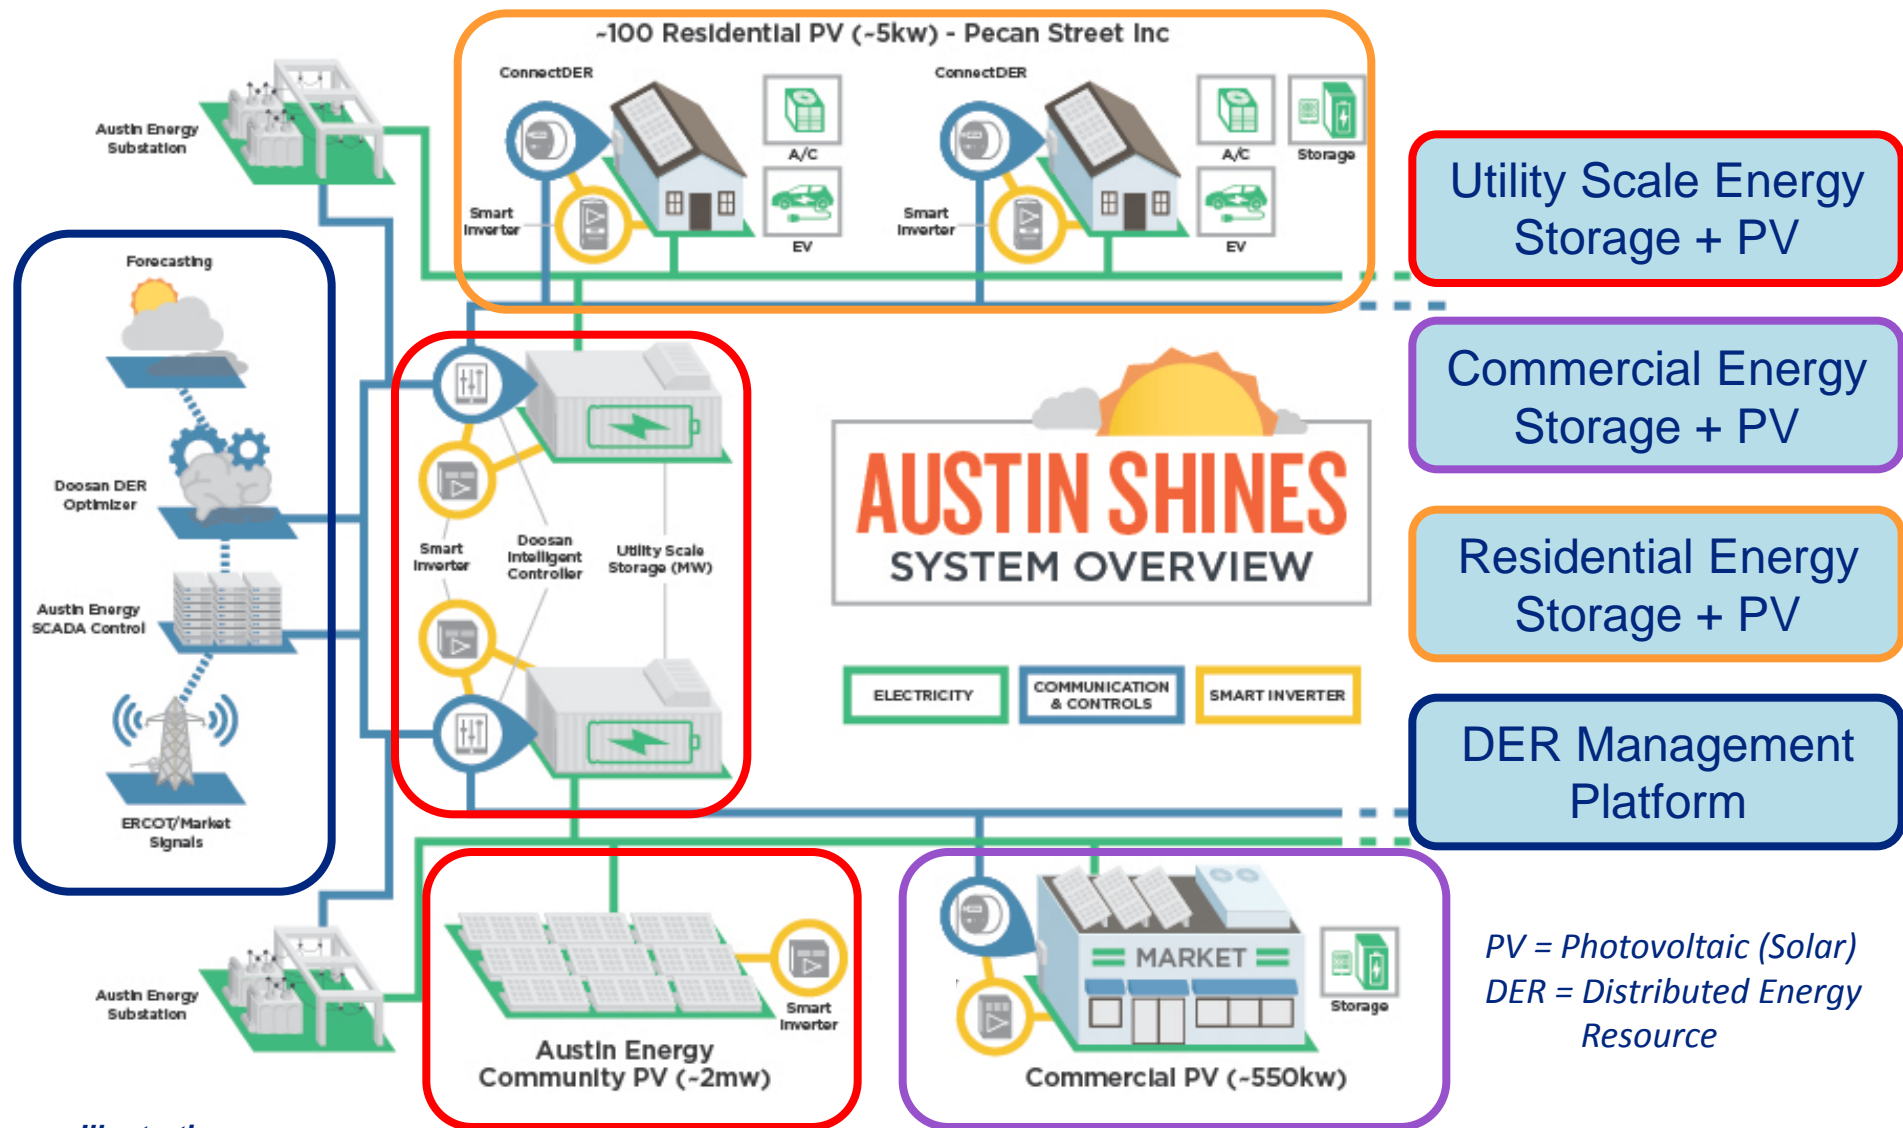 ~100 Residential PV (~5kw) - Pecan Street Inc
ConnectDER
ConnectDER
Austin Energy
Substation
A/C
A/C
Storage
Smart
Inverter
EV
Smart
Inverter
EV
Utility Scale Energy
Storage + PV
Forecasting
Commercial Energy
Storage + PV
Doosan DER
Optimizer
Smart
Inverter
Doosan
Intelligent
Controller
Utility Scale
Storage (MW)
AUSTIN SHINES
SYSTEM OVERVIEW
Residential Energy
Storage + PV
Austin Energy
SCADA Control
ELECTRICITY
COMMUNICATION
& CONTROLS
SMART INVERTER
DER Management
Platform
ERCOT/Market
Signals
MARKET
Austin Energy
Substation
Smart
Inverter
Storage
PV = Photovoltaic (Solar)
DER = Distributed Energy
Resource
Austin Energy
Community PV (~2mw)
Commercial PV (~550kw)